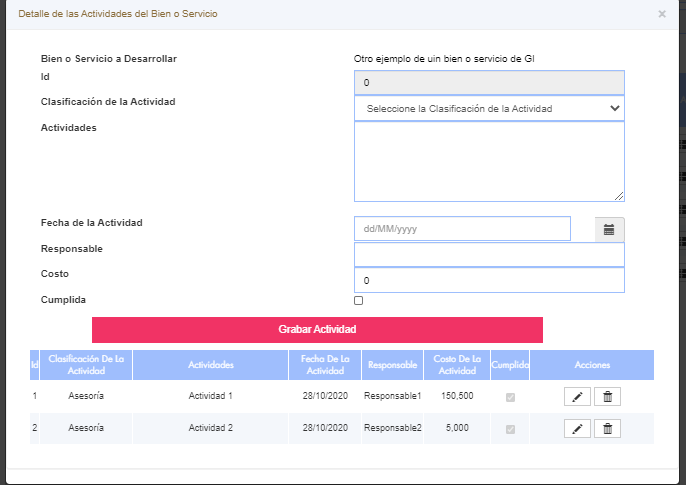 Detalle de las Actividades del Bien o Servicio ×
Bien o Servicio a Desarrollar Otro ejemplo de uin bien o servicio de GI
Id 0
Clasificación de la Actividad Seleccione la Clasificación de la Actividad
Actividades
Fecha de la Actividad dd/MM/yyyy
Responsable
Costo 0
Cumplida
Grabar Actividad
Id Clasificación De La Actividad Actividades Fecha De La Actividad Responsable Costo De La Actividad Cumplida Acciones
1 Asesoría Actividad 1 28/10/2020 Responsable1 150,500
2 Asesoría Actividad 2 28/10/2020 Responsable2 5,000